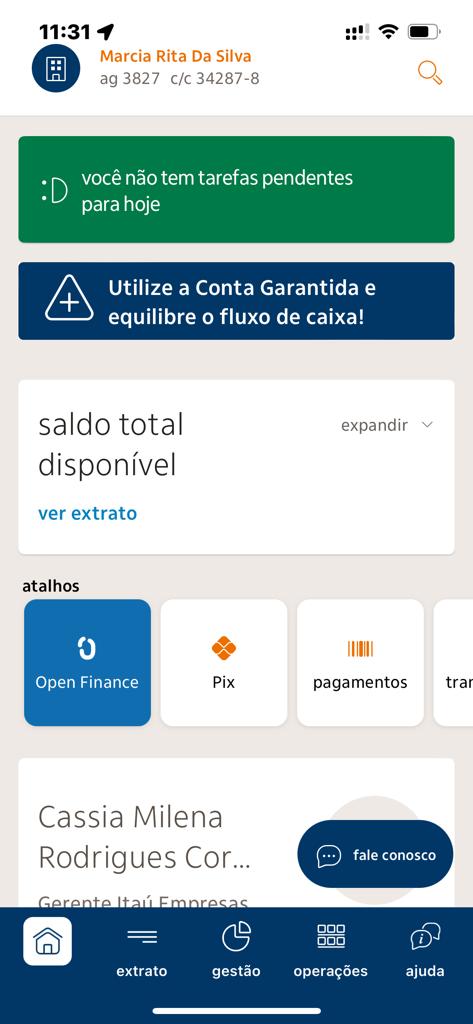 11:31
Marcia Rita Da Silva
ag 3827 c/c 34287-8
:D
você não tem tarefas pendentes
para hoje
Utilize a Conta Garantida e
equilibre o fluxo de caixa!
saldo total
disponível
expandir
ver extrato
atalhos
Open Finance
Pix
pagamentos
tran
Cassia Milena
Rodrigues Cor...
fale conosco
Gerente Itaú Empresas
extrato
gestão
operações
ajuda